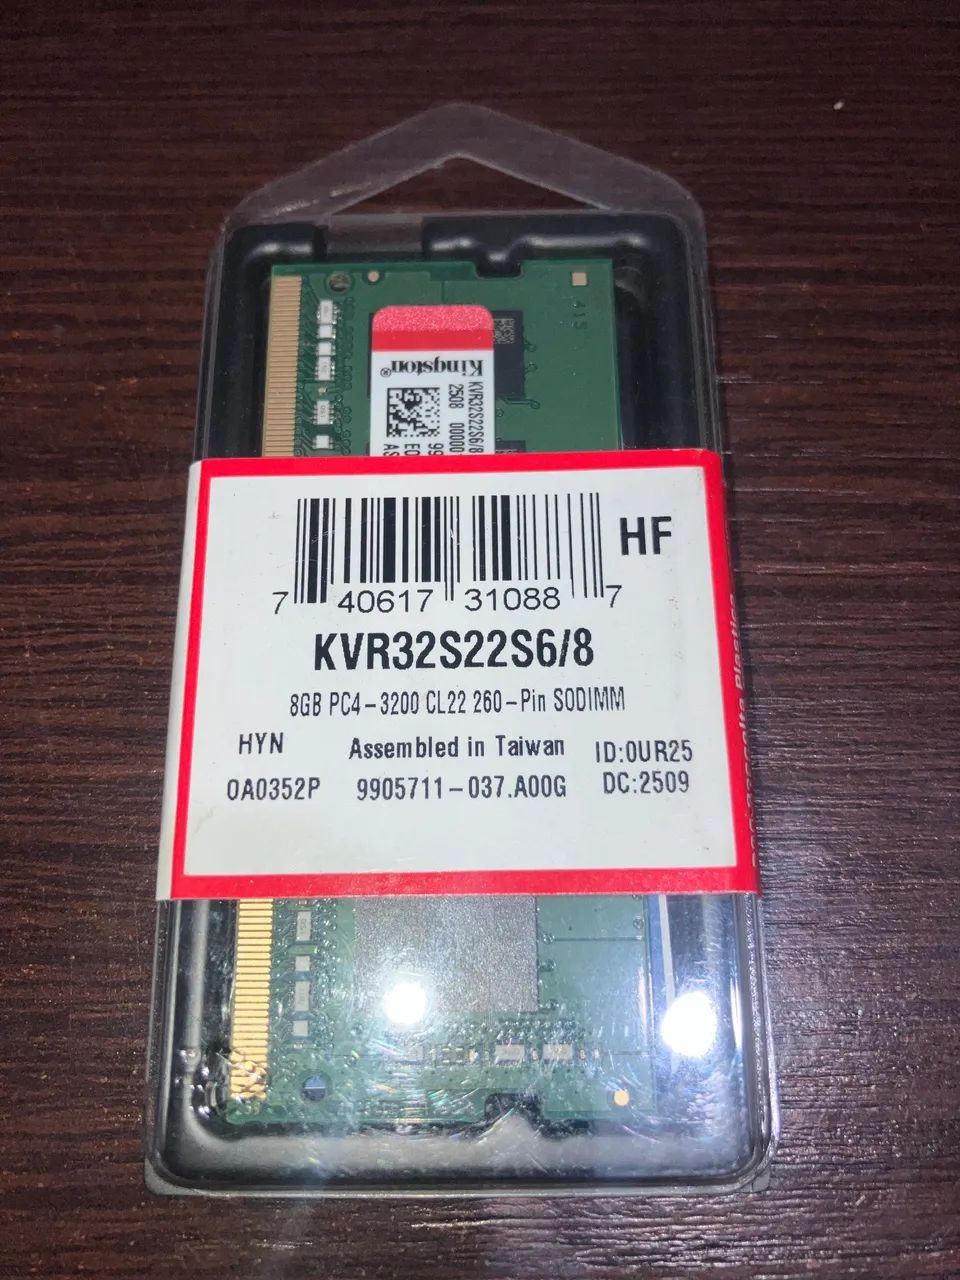 Kingstonⓡ
KVR32S22S6/8
2508
HF
7 40617 31088 7
KVR32S22S6/8
8GB PC4-3200 CL22 260-Pin SODIMM
HYN Assembled in Taiwan ID:0UR25
0A0352P 9905711-037.A00G DC:2509